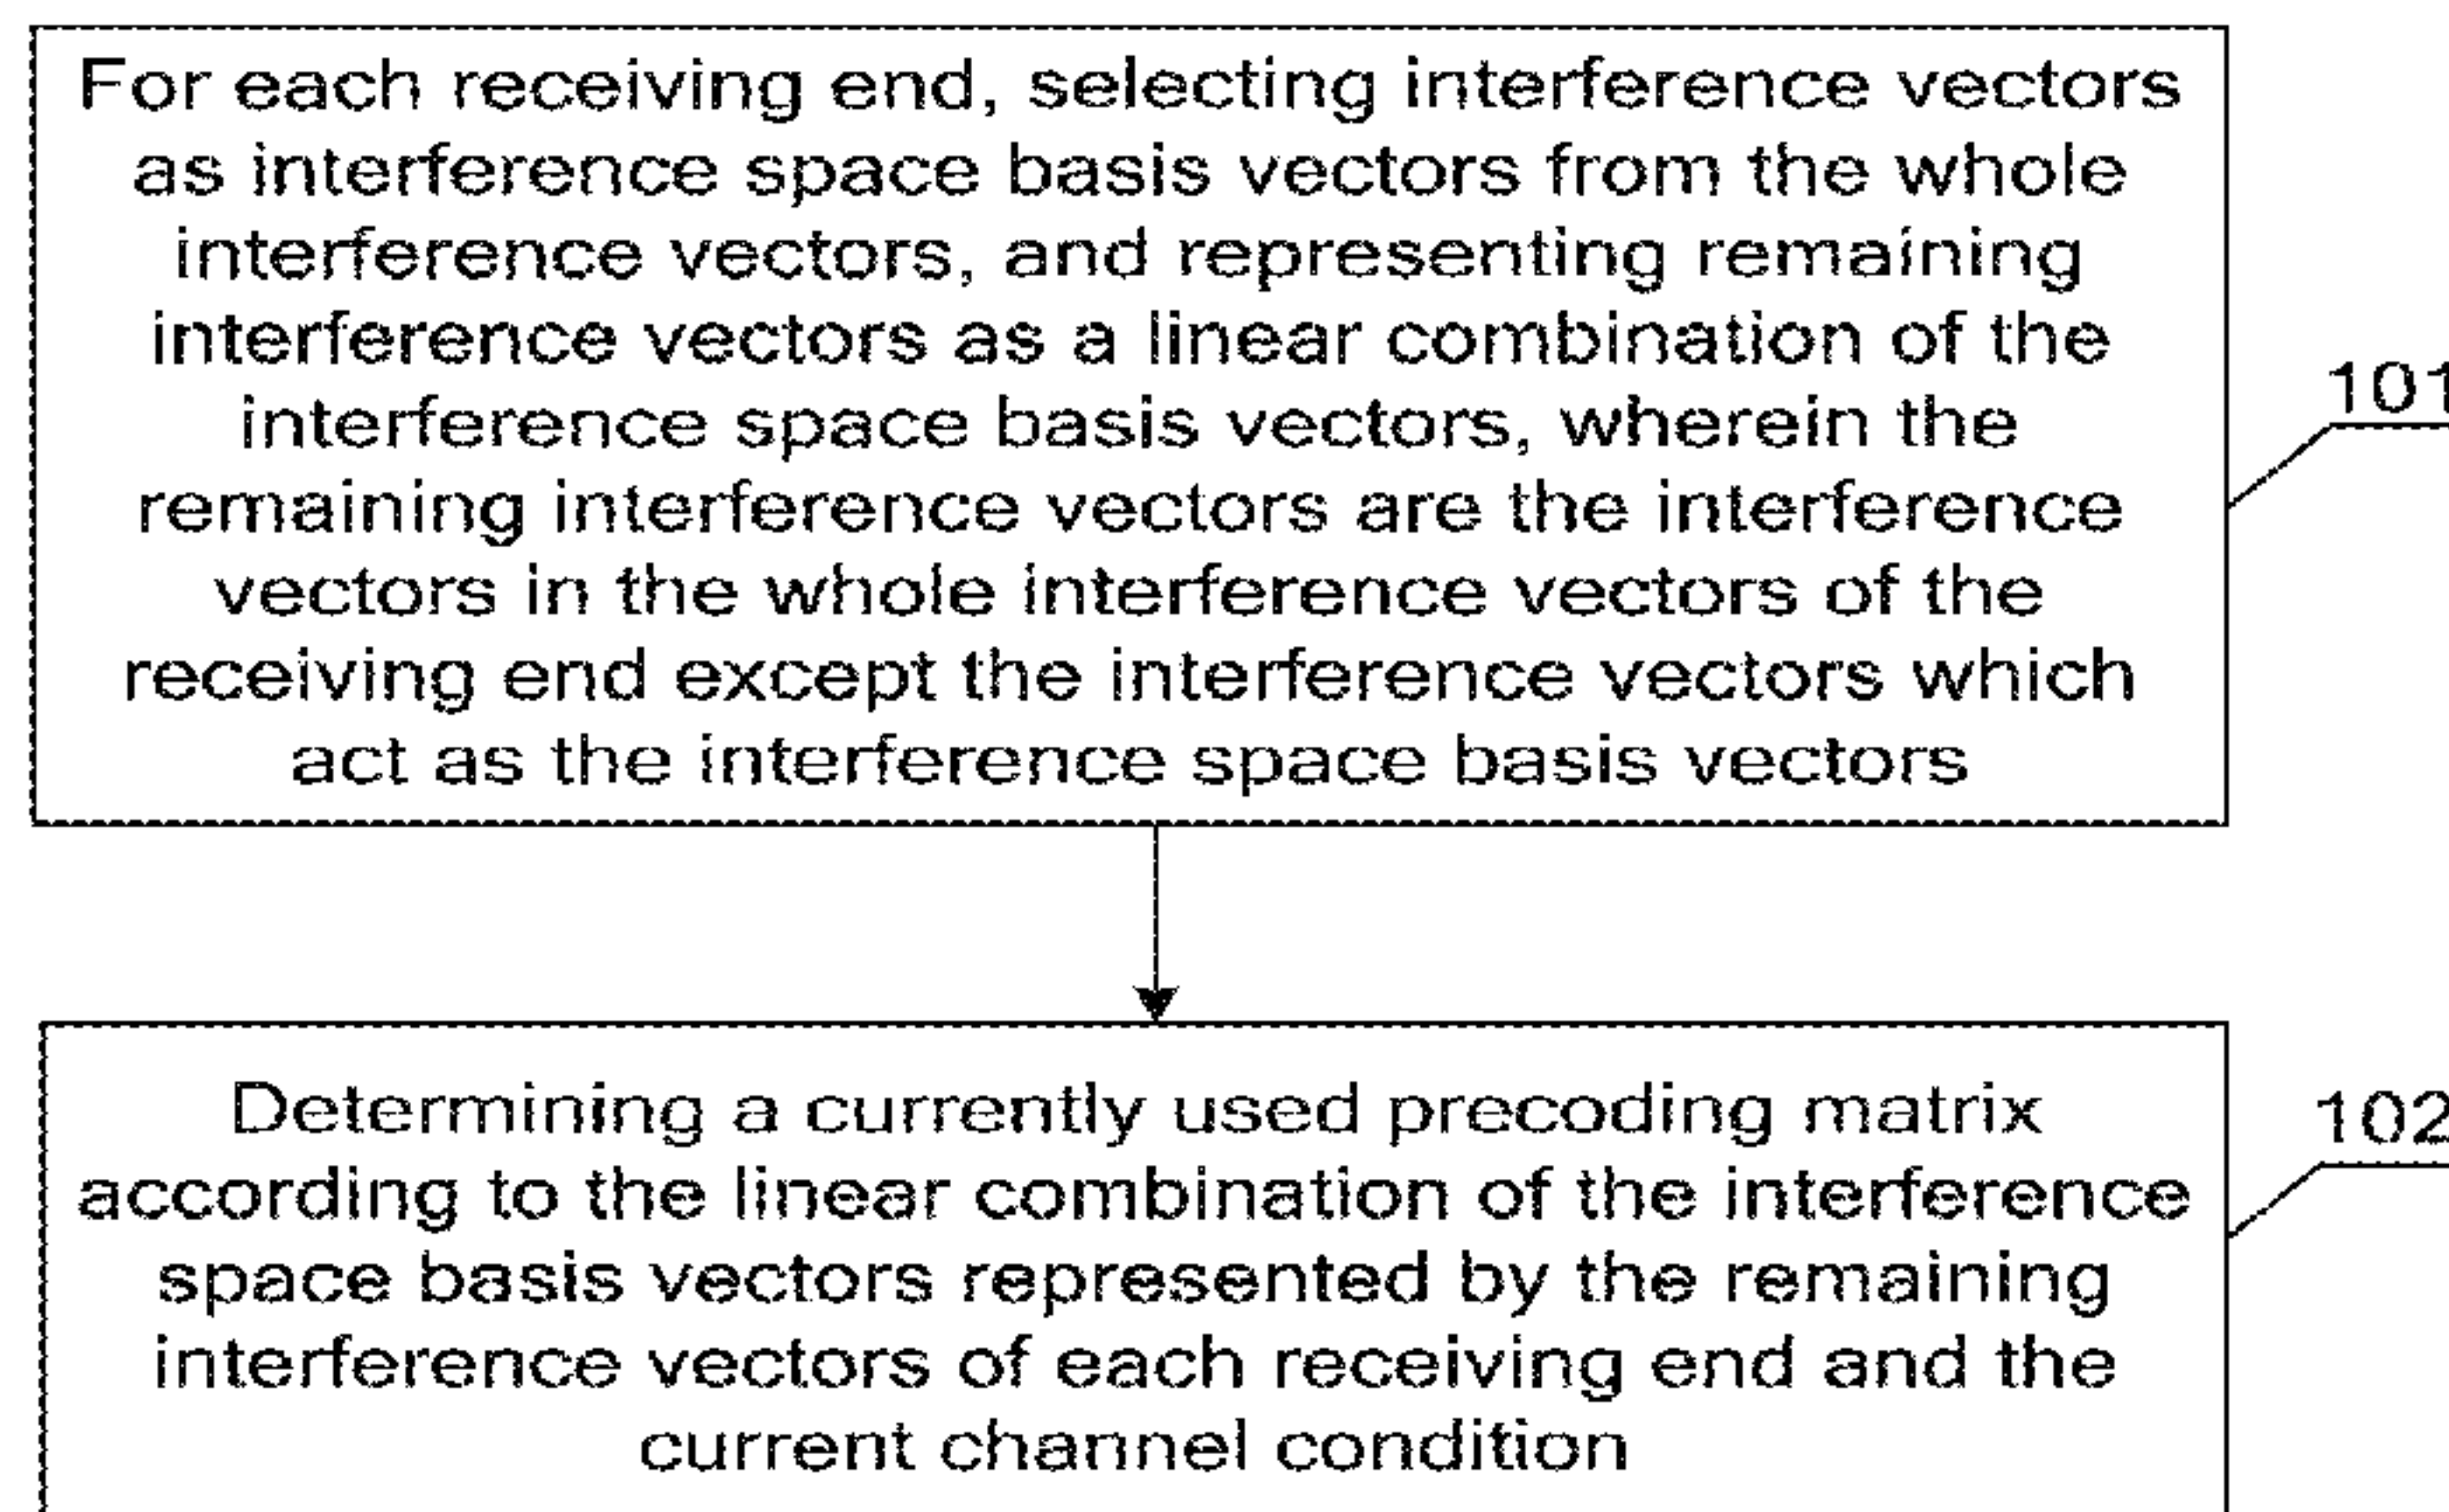 For each receiving end, selecting interference vectors
as interference space basis vectors from the whole
interference vectors, and representing remaining
interference vectors as a linear combination of the
interference space basis vectors, wherein the
remaining interference vectors are the interference
vectors in the whole interference vectors of the
receiving end except the interference vectors which
act as the interference space basis vectors
101
Determining a currently used precoding matrix
according to the linear combination of the interference
space basis vectors represented by the remaining
interference vectors of each receiving end and the
current channel condition
102